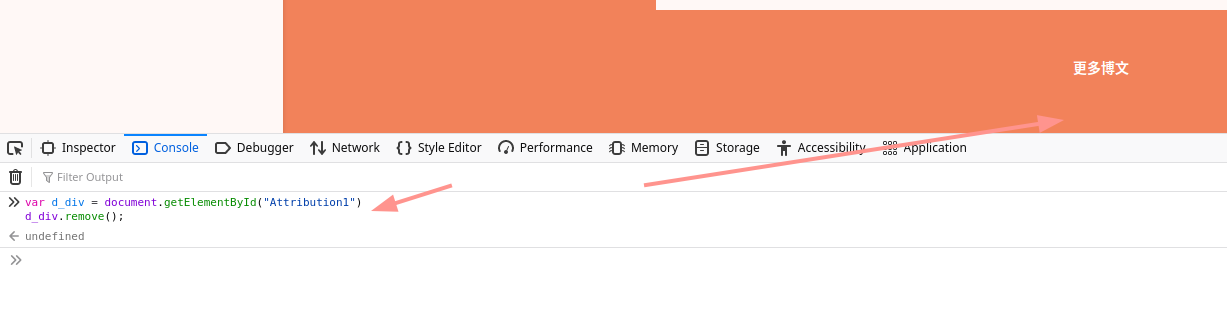 更多博文
Inspector Console Debugger Network Style Editor Performance Memory Storage Accessibility Application
Filter Output
var d_div = document.getElementById("Attribution1")
d_div.remove();
undefined